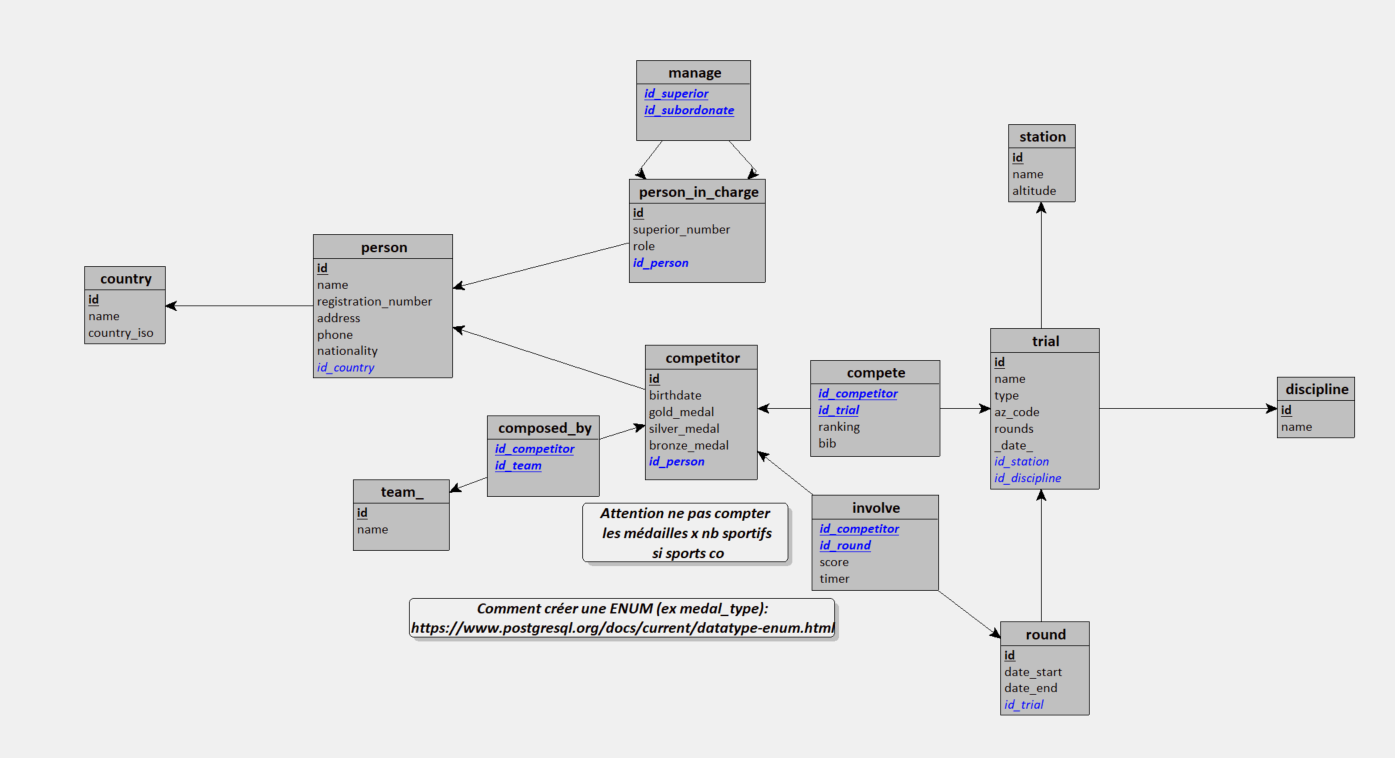 manage
id_superior
id_subordonate
person_in_charge
id
superior_number
role
id_person
station
id
name
altitude
person
id
name
registration_number
address
phone
nationality
id_country
country
id
name
country_iso
competitor
id
birthdate
gold_medal
silver_medal
bronze_medal
id_person
compete
id_competitor
id_trial
ranking
bib
trial
id
name
type
az_code
rounds
_date_
id_station
id_discipline
discipline
id
name
composed_by
id_competitor
id_team
team_
id
name
Attention ne pas compter
les médailles x nb sportifs
si sports co
involve
id_competitor
id_round
score
timer
Comment créer une ENUM (ex medal_type):
https://www.postgresql.org/docs/current/datatype-enum.html
round
id
date_start
date_end
id_trial